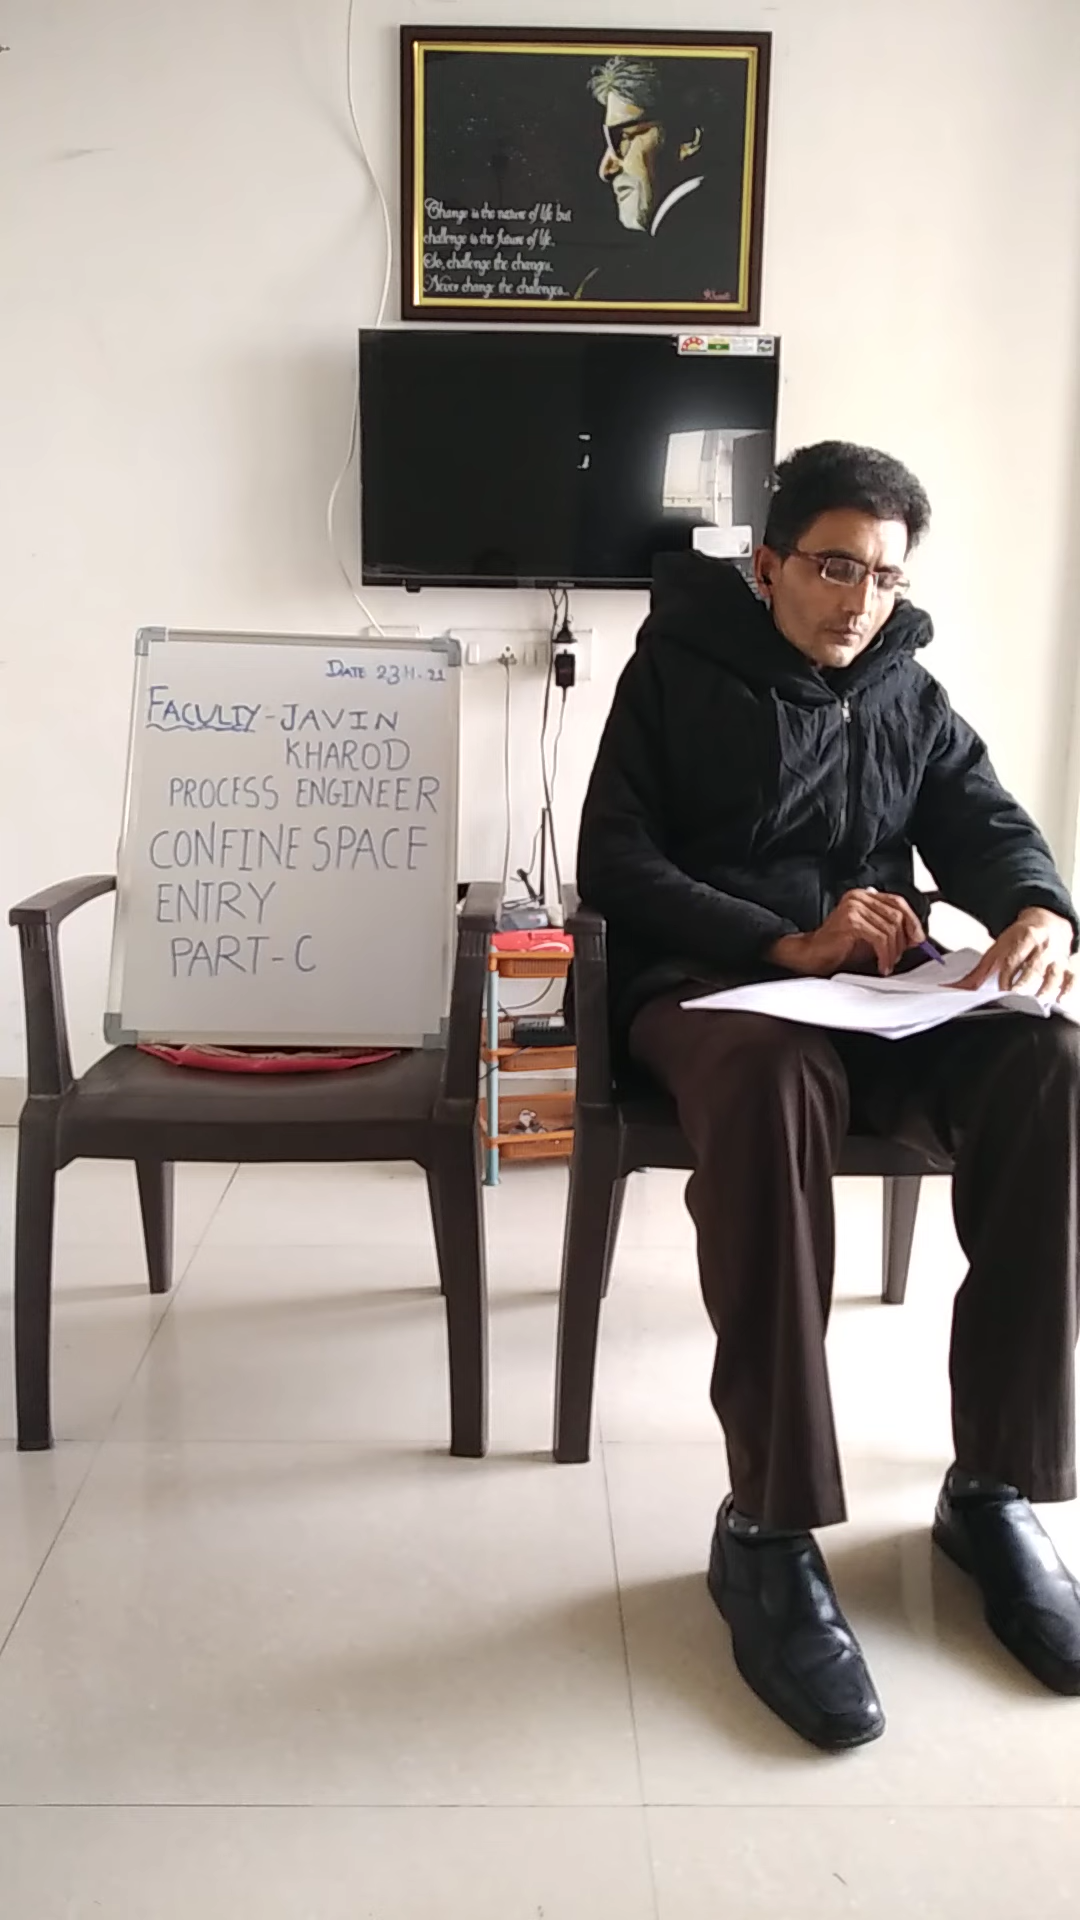 Change is the nature of life but
challenge is the future of life.
So, challenge the changes.
Never change the challenges..
DATE 23.11.21
FACULTY - JAVIN
KHAROD
PROCESS ENGINEER
CONFINE SPACE
ENTRY
PART-C